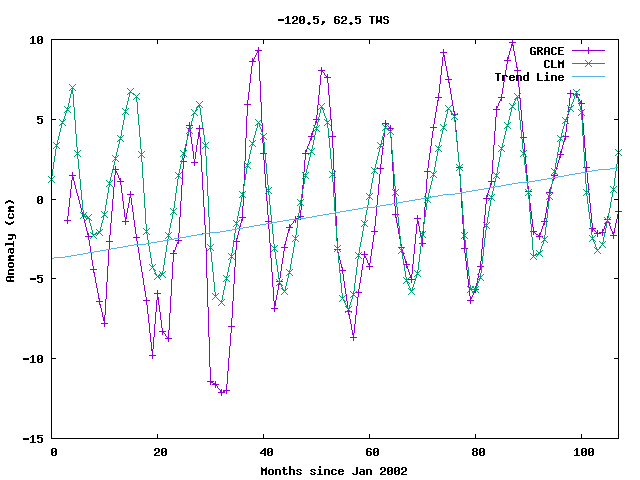 -120.5, 62.5 TWS
GRACE
CLM
Trend Line
10
5
0
-5
-10
-15
Anomaly (cm)
0 20 40 60 80 100
Months since Jan 2002